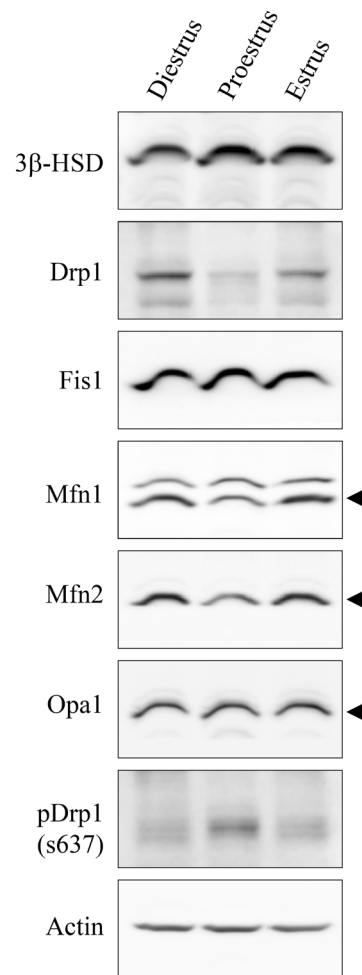 Diestrus
Proestrus
Estrus
3β-HSD
Drp1
Fis1
Mfn1
Mfn2
Opa1
pDrp1
(s637)
Actin